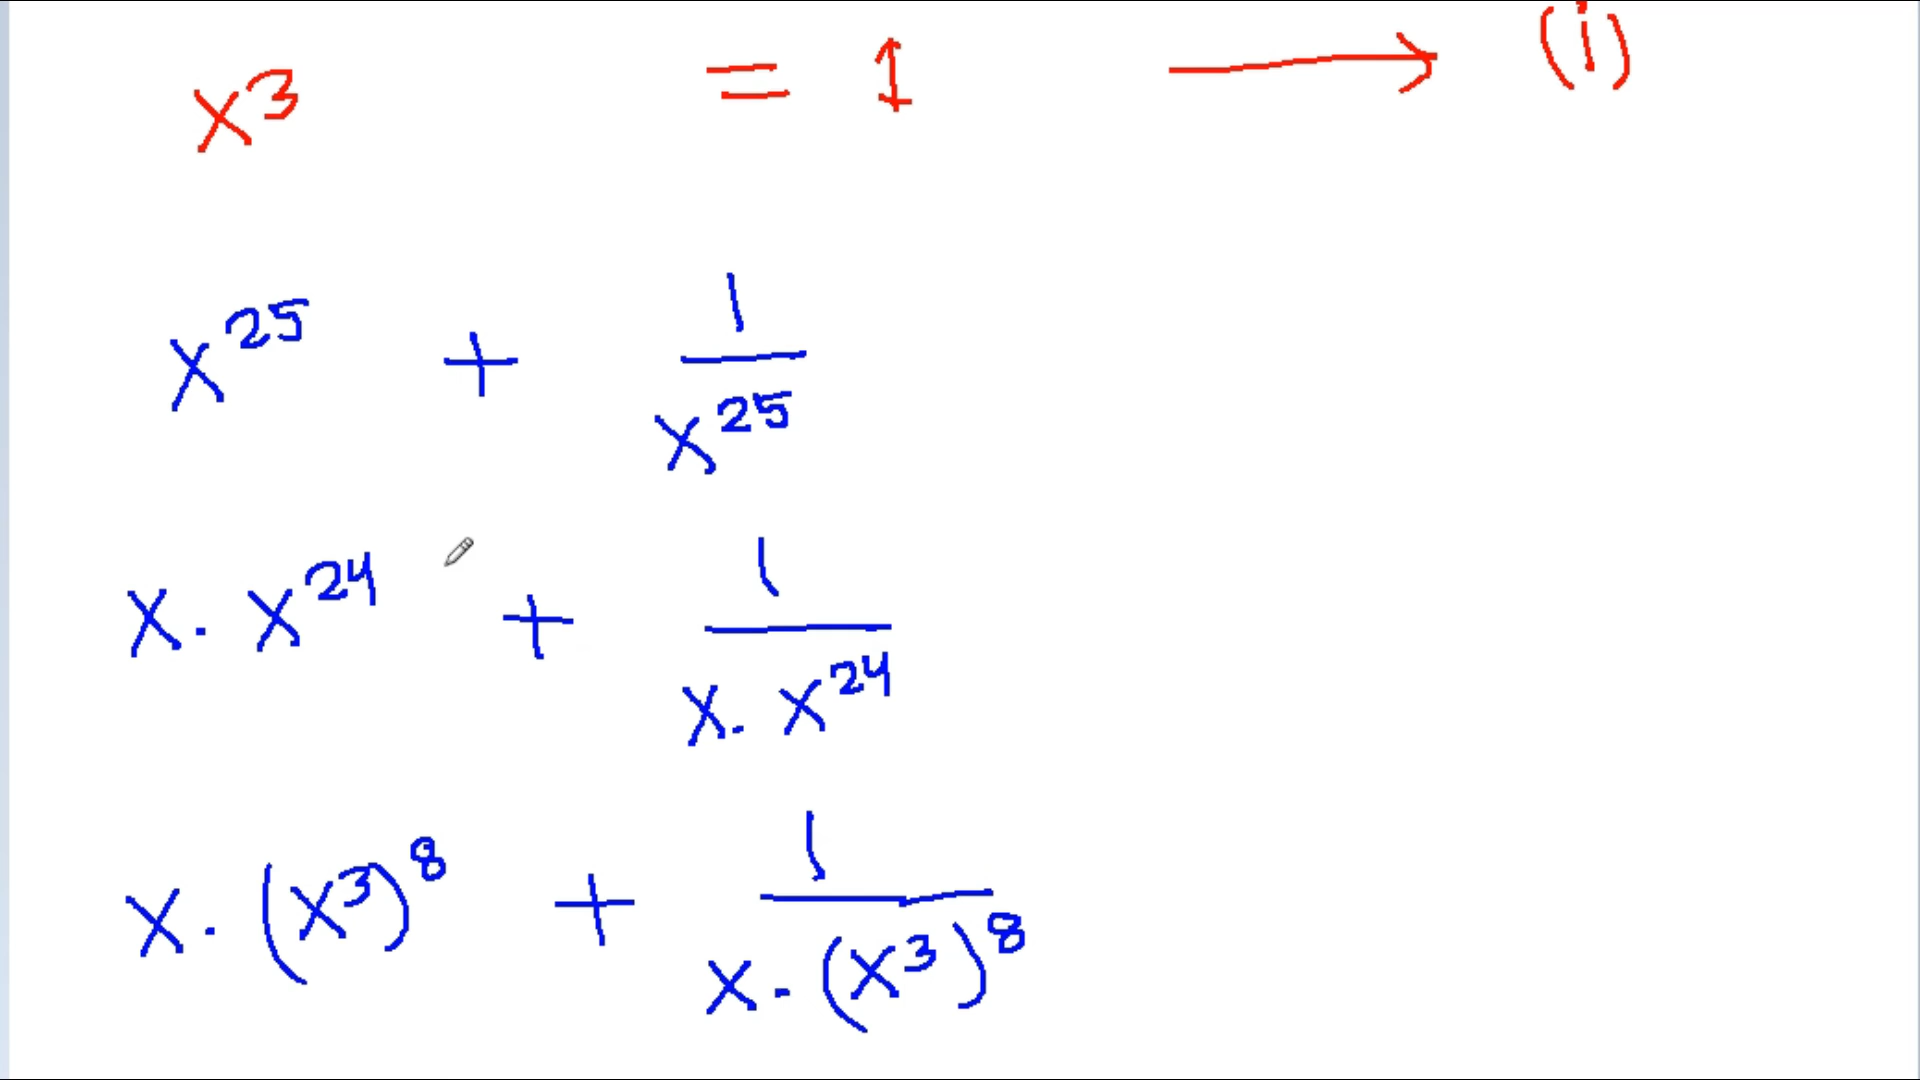 x³ = 1 → (i)
x²⁵ + 1/x²⁵
x. x²⁴ + 1/(x. x²⁴)
x. (x³)⁸ + 1/(x. (x³)⁸)